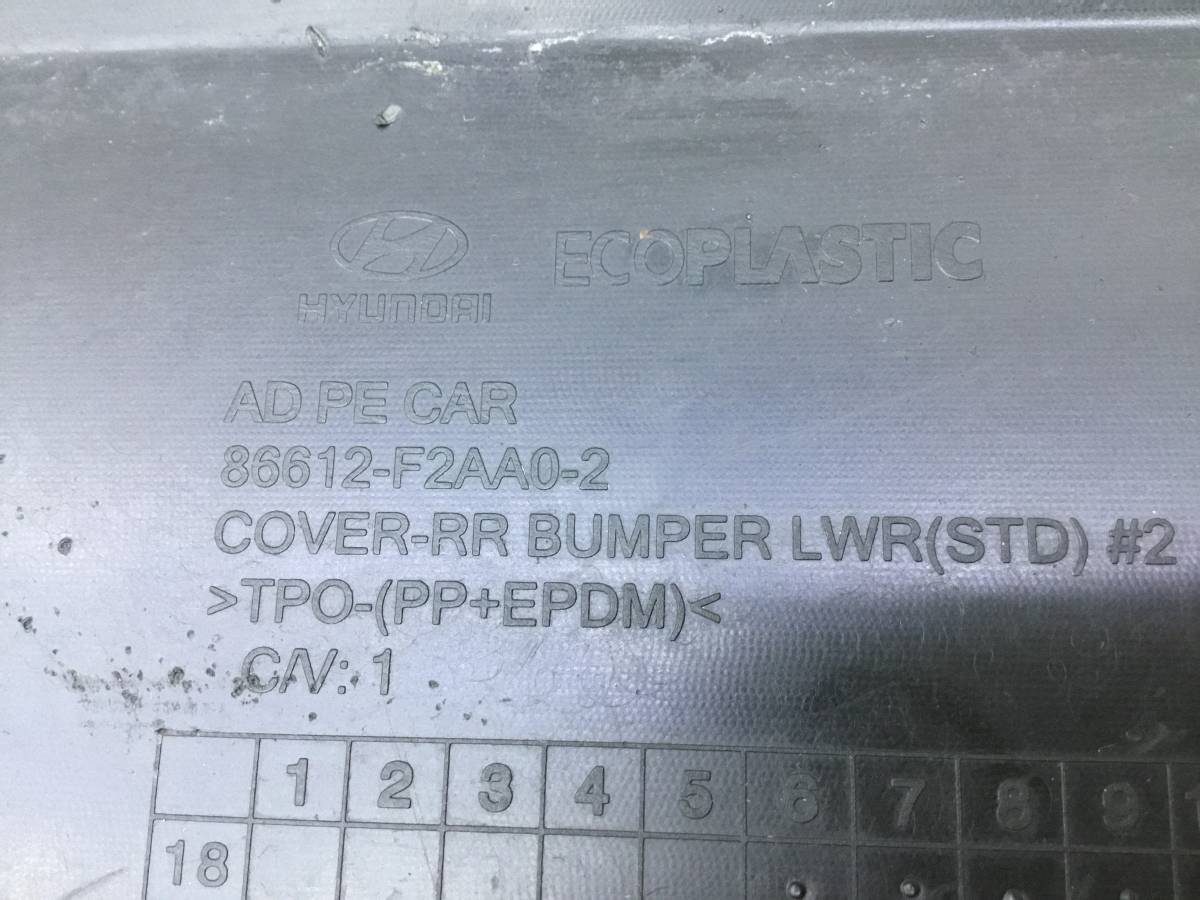 HYUNDAI
ECOPLASTIC
AD PE CAR
86612-F2AA0-2
COVER-RR BUMPER LWR(STD) #2
>TPO-(PP+EPDM)<
C/V: 1
1 2 3 4 5 6 7 8 9
18